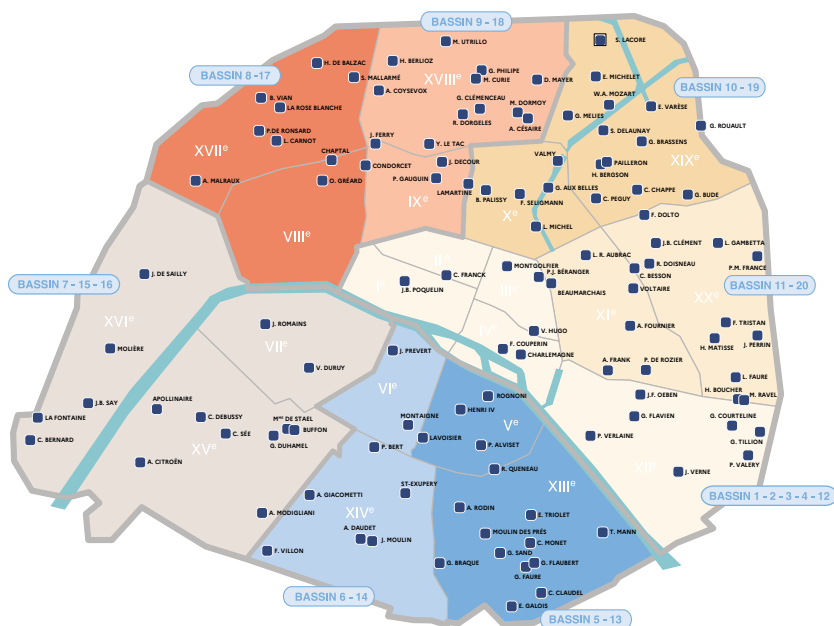 BASSIN 9 - 18
M. UTRILLO
S. LACORE
H. DE BALZAC
H. BERLIOZ
XVIIIe
G. PHILIPE
BASSIN 8 -17
S. MALLARMÉ
M. CURIE
D. MAYER
E. MICHELET
BASSIN 10 - 19
A. COYSEVOX
W.A. MOZART
B. VIAN
LA ROSE BLANCHE
G. CLÉMENCEAU
M. DORMOY
E. VARÈSE
G. MELIES
R. DORGELES
A. CÉSAIRE
G. ROUAULT
P.DE RONSARD
L. CARNOT
J. FERRY
Y. LE TAC
S. DELAUNAY
G. BRASSENS
XVIIe
CHAPTAL
CONDORCET
J. DECOUR
VALMY
PAILLERON
XIXe
H. BERGSON
A. MALRAUX
O. GRÉARD
P. GAUGUIN
LAMARTINE
B. PALISSY
F. SELIGMANN
G. AUX BELLES
C. PEGUY
C. CHAPPE
G. BUDE
IXe
Xe
F. DOLTO
L. MICHEL
VIIIe
J.B. CLÉMENT
L. GAMBETTA
L. R. AUBRAC
P.M. FRANCE
IIe
MONTGOLFIER
R. DOISNEAU
C. BESSON
J. DE SAILLY
C. FRANCK
P.J. BÉRANGER
BASSIN 7 - 15 - 16
Ie
J.B. POQUELIN
IIIe
BEAUMARCHAIS
VOLTAIRE
BASSIN 11 - 20
XXe
XVIe
J. ROMAINS
XIe
A. FOURNIER
F. TRISTAN
IVe
V. HUGO
H. MATISSE
J. PERRIN
MOLIÈRE
VIIe
J. PREVERT
F. COUPERIN
CHARLEMAGNE
V. DURUY
A. FRANK
P. DE ROZIER
L. FAURE
VIe
ROGNONI
J.F. OEBEN
H. BOUCHER
M. RAVEL
J.B. SAY
APOLLINAIRE
HENRI IV
LA FONTAINE
C. DEBUSSY
Mme DE STAEL
MONTAIGNE
Ve
G. FLAVIEN
G. COURTELINE
C. BERNARD
C. SÉE
BUFFON
LAVOISIER
P. VERLAINE
G. TILLION
XVe
G. DUHAMEL
P. BERT
P. ALVISET
XIIe
P. VALERY
A. CITROËN
R. QUENEAU
J. VERNE
ST-EXUPERY
XIIIe
A. GIACOMETTI
BASSIN 1 - 2 - 3 - 4 - 12
A. MODIGLIANI
XIVe
A. RODIN
E. TRIOLET
A. DAUDET
MOULIN DES PRÉS
T. MANN
J. MOULIN
C. MONET
F. VILLON
G. SAND
G. BRAQUE
G. FLAUBERT
G. FAURE
BASSIN 6 - 14
C. CLAUDEL
E. GALOIS
BASSIN 5 - 13